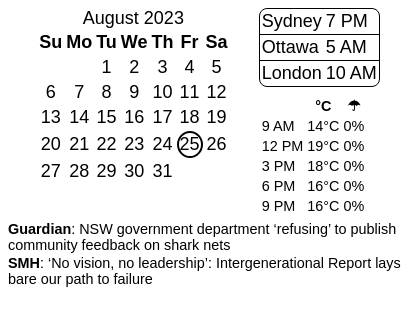 August 2023
Su Mo Tu We Th Fr Sa
1 2 3 4 5
6 7 8 9 10 11 12
13 14 15 16 17 18 19
20 21 22 23 24 25 26
27 28 29 30 31
Sydney 7 PM
Ottawa 5 AM
London 10 AM
°C ☂
9 AM 14°C 0%
12 PM 19°C 0%
3 PM 18°C 0%
6 PM 16°C 0%
9 PM 16°C 0%
Guardian: NSW government department ‘refusing’ to publish
community feedback on shark nets
SMH: ‘No vision, no leadership’: Intergenerational Report lays
bare our path to failure